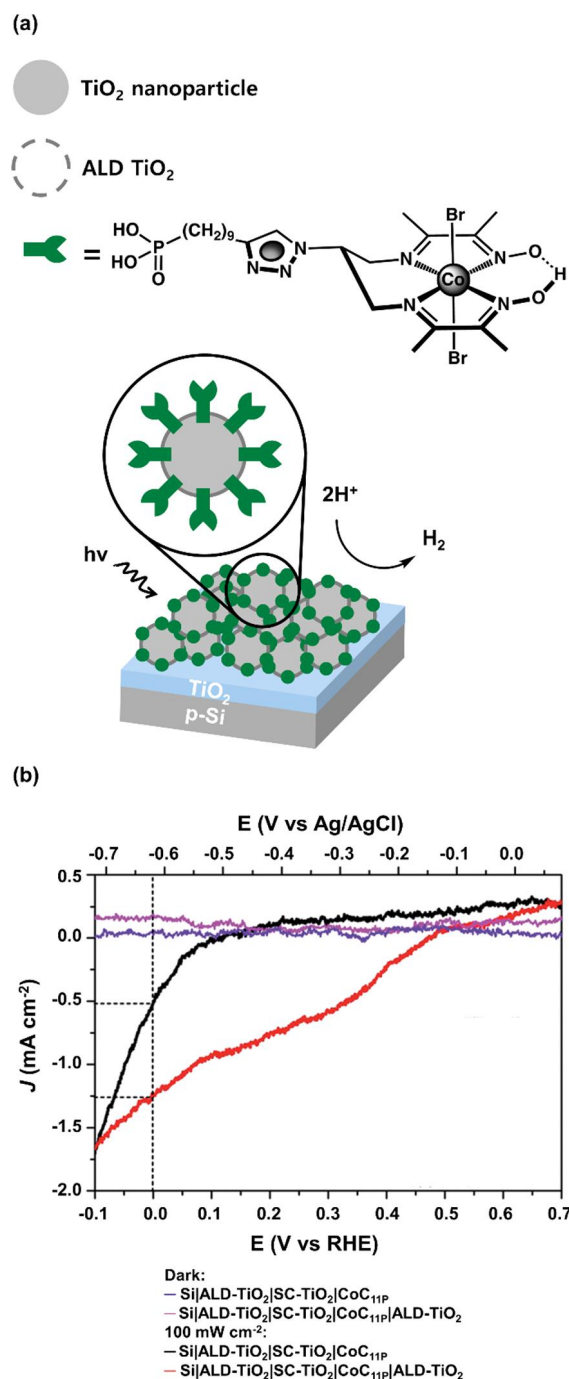 (a)
TiO₂ nanoparticle
ALD TiO₂
=
HO
HO
P
O
(CH₂)₉
N
N
N
Br
N
N
N
N
Co
O
H
O
Br
2H⁺
H₂
hν
TiO₂
p-Si
(b)
E (V vs Ag/AgCl)
-0.7 -0.6 -0.5 -0.4 -0.3 -0.2 -0.1 0.0
0.5
0.0
-0.5
-1.0
-1.5
-2.0
J (mA cm⁻²)
-0.1 0.0 0.1 0.2 0.3 0.4 0.5 0.6 0.7
E (V vs RHE)
Dark:
Si|ALD-TiO₂|SC-TiO₂|CoC₁₁P
Si|ALD-TiO₂|SC-TiO₂|CoC₁₁P|ALD-TiO₂
100 mW cm⁻²:
Si|ALD-TiO₂|SC-TiO₂|CoC₁₁P
Si|ALD-TiO₂|SC-TiO₂|CoC₁₁P|ALD-TiO₂